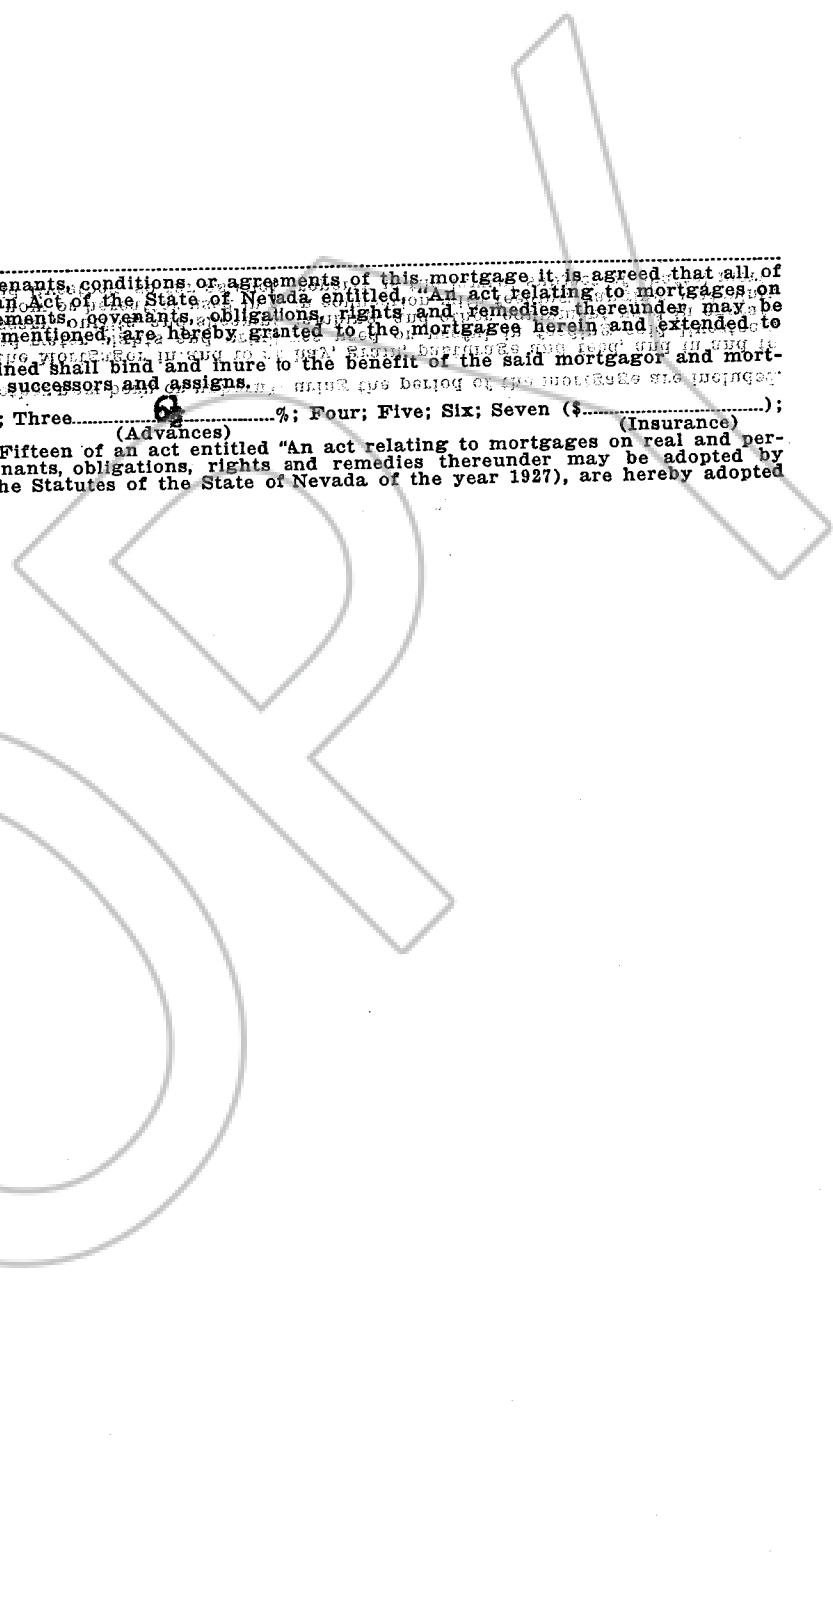 enants, conditions or agreements of this mortgage it is agreed that all of
n Act of the State of Nevada entitled, "An act relating to mortgages on
ements, covenants, obligations, rights and remedies thereunder may be
mentioned, are hereby granted to the mortgagee herein and extended to
ned shall bind and inure to the benefit of the said mortgagor and mort-
successors and assigns.
; Three.....................%; Four; Five; Six; Seven ($.....................);
(Advances) (Insurance)
Fifteen of an act entitled "An act relating to mortgages on real and per-
nants, obligations, rights and remedies thereunder may be adopted by
he Statutes of the State of Nevada of the year 1927), are hereby adopted
OPY